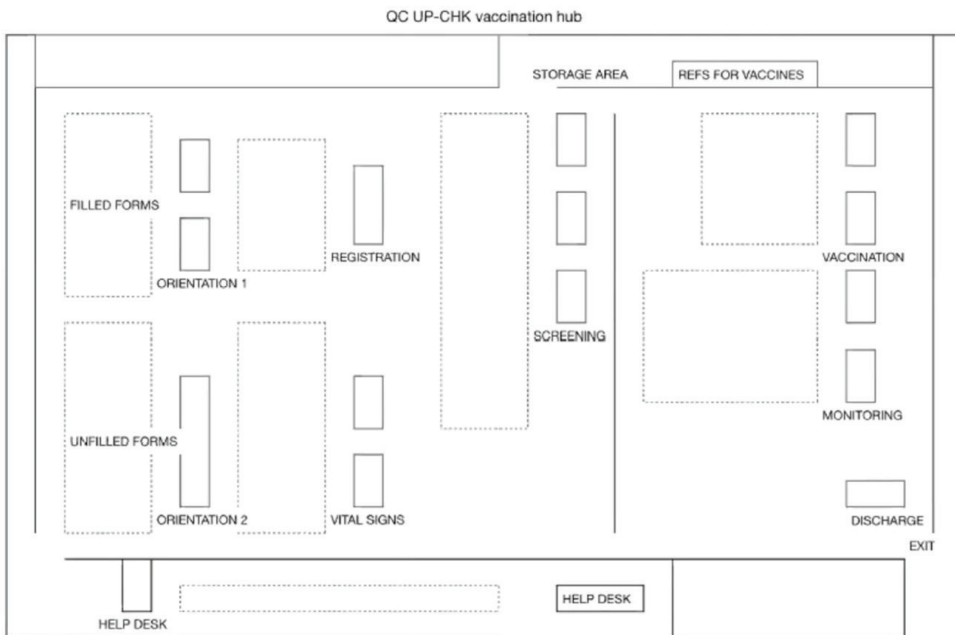 QC UP-CHK vaccination hub
STORAGE AREA
REFS FOR VACCINES
FILLED FORMS
ORIENTATION 1
REGISTRATION
SCREENING
VACCINATION
UNFILLED FORMS
ORIENTATION 2
VITAL SIGNS
MONITORING
DISCHARGE
EXIT
HELP DESK
HELP DESK